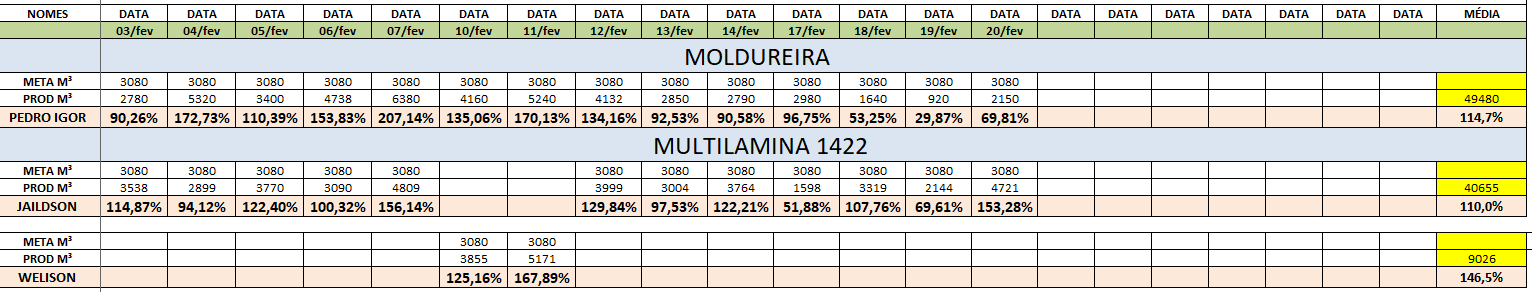 NOMES DATA DATA DATA DATA DATA DATA DATA DATA DATA DATA DATA DATA DATA DATA DATA DATA DATA DATA DATA DATA MÉDIA
03/fev 04/fev 05/fev 06/fev 07/fev 10/fev 11/fev 12/fev 13/fev 14/fev 17/fev 18/fev 19/fev 20/fev
MOLDUREIRA
META M³ 3080 3080 3080 3080 3080 3080 3080 3080 3080 3080 3080 3080 3080 3080
PROD M³ 2780 5320 3400 4738 6380 4160 5240 4132 2850 2790 2980 1640 920 2150 49480
PEDRO IGOR 90,26% 172,73% 110,39% 153,83% 207,14% 135,06% 170,13% 134,16% 92,53% 90,58% 96,75% 53,25% 29,87% 69,81% 114,7%
MULTILAMINA 1422
META M³ 3080 3080 3080 3080 3080 3080 3080 3080 3080 3080 3080 3080
PROD M³ 3538 2899 3770 3090 4809 3999 3004 3764 1598 3319 2144 4721 40655
JAILDSON 114,87% 94,12% 122,40% 100,32% 156,14% 129,84% 97,53% 122,21% 51,88% 107,76% 69,61% 153,28% 110,0%
META M³ 3080 3080
PROD M³ 3855 5171 9026
WELISON 125,16% 167,89% 146,5%